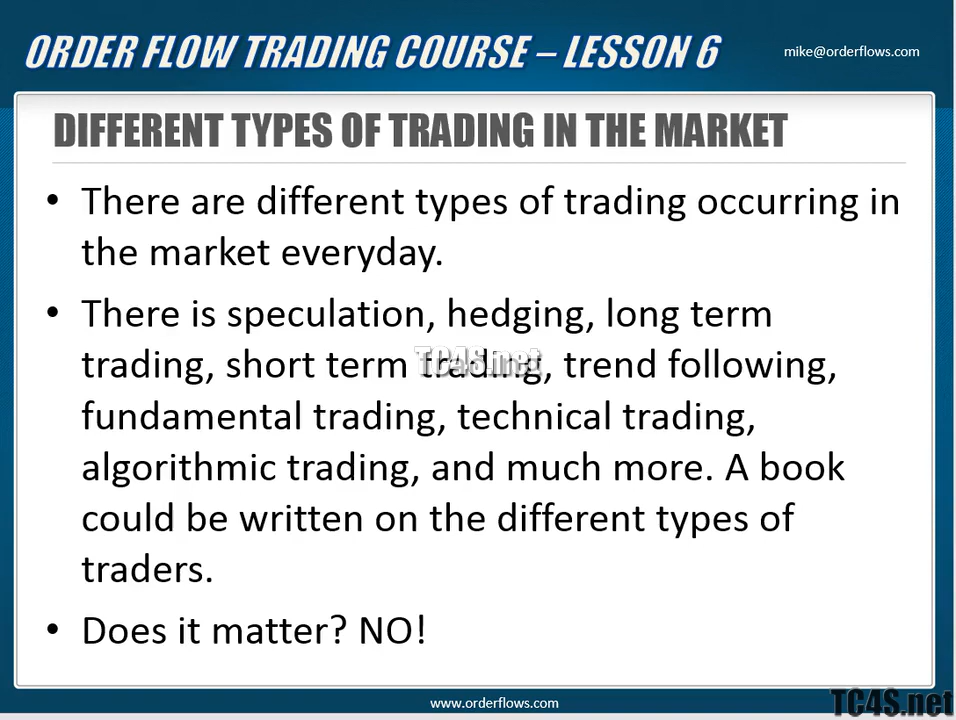 ORDER FLOW TRADING COURSE – LESSON 6
mike@orderflows.com
DIFFERENT TYPES OF TRADING IN THE MARKET
• There are different types of trading occurring in
the market everyday.
• There is speculation, hedging, long term
trading, short term trading, trend following,
fundamental trading, technical trading,
algorithmic trading, and much more. A book
could be written on the different types of
traders.
• Does it matter? NO!
TC4S.net
www.orderflows.com
TC4S.net